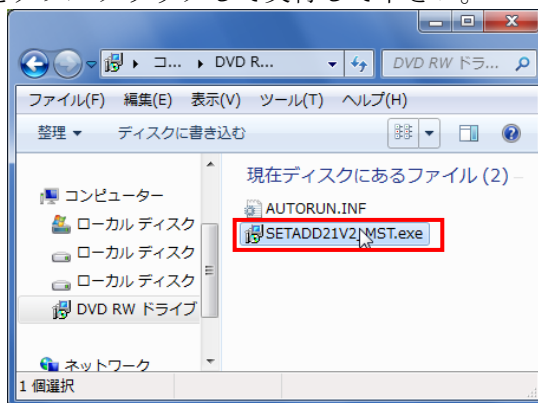 コ... DVD R... DVD RW ドラ...
ファイル(F) 編集(E) 表示(V) ツール(T) ヘルプ(H)
整理 ディスクに書き込む
現在ディスクにあるファイル (2)
AUTORUN.INF
SETADD21V2_MST.exe
コンピューター
ローカル ディスク
ローカル ディスク
ローカル ディスク
DVD RW ドライブ
ネットワーク
1 個選択